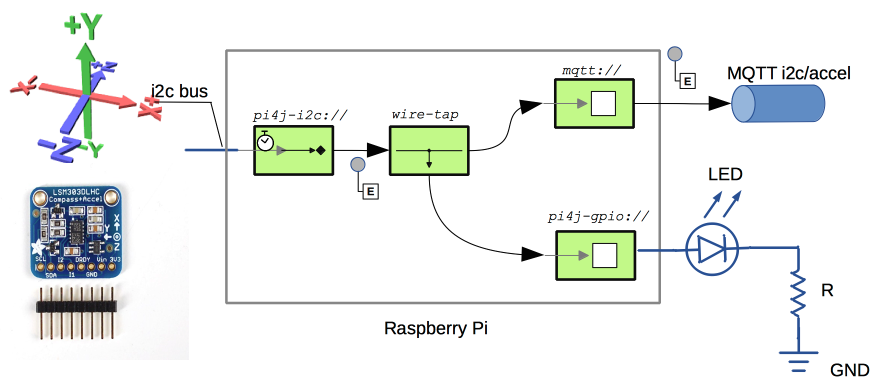 +Y
-X
-N
+X
-Z
-Y
i2c bus
pi4j-i2c://
wire-tap
mqtt://
E
E
MQTT i2c/accel
pi4j-gpio://
LED
R
GND
Raspberry Pi
LSM303DLHC
Compass+Accel
X
Y
Z
SCL I2 DRDY Vin 3V3
SDA I1 GND